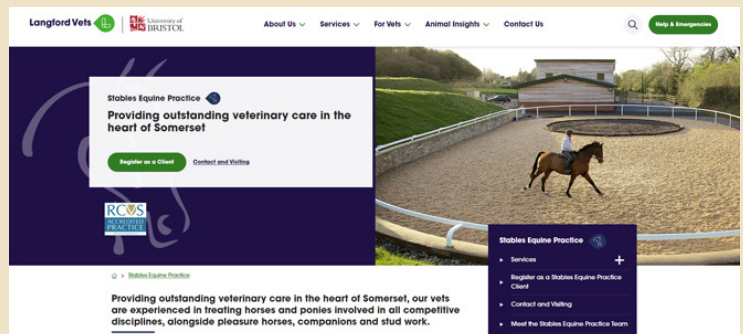 Langford Vets
University of
BRISTOL
About Us
Services
For Vets
Animal Insights
Contact Us
Help & Emergencies
Stables Equine Practice
Providing outstanding veterinary care in the
heart of Somerset
Register as a Client
Contact and Visiting
RCVS
ACCREDITED
PRACTICE
Stables Equine Practice
Services
Register as a Stables Equine Practice
Client
Contact and Visiting
Meet the Stables Equine Practice Team
Stables Equine Practice
Providing outstanding veterinary care in the heart of Somerset, our vets
are experienced in treating horses and ponies involved in all competitive
disciplines, alongside pleasure horses, companions and stud work.